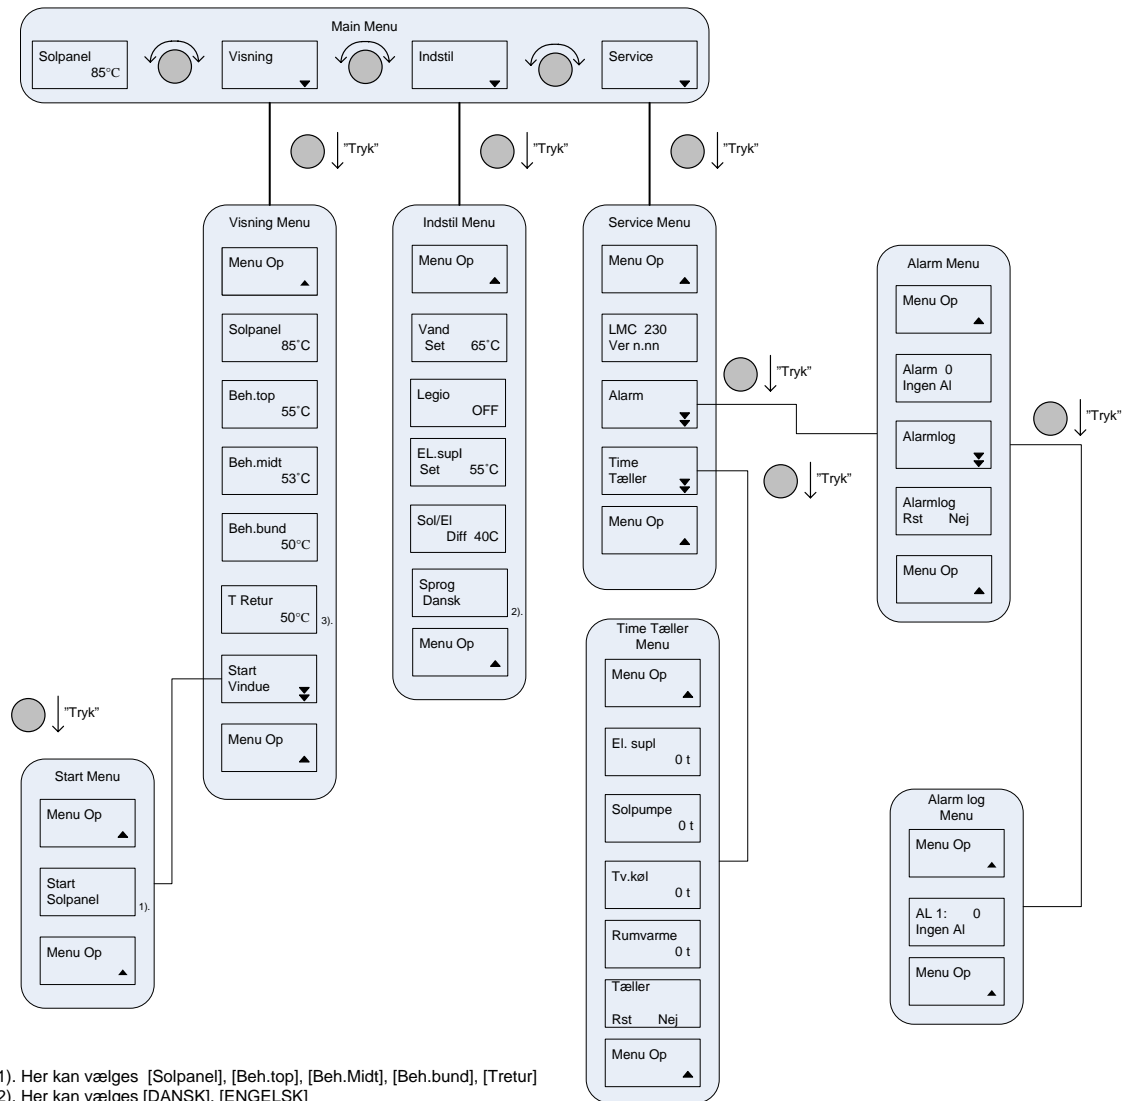 Main Menu
Solpanel
85°C
Visning
Indstil
Service
"Tryk"
"Tryk"
"Tryk"
Visning Menu
Menu Op
Solpanel
85°C
Beh.top
55°C
Beh.midt
53°C
Beh.bund
50°C
T Retur
50°C
3).
Start
Vindue
Menu Op
Indstil Menu
Menu Op
Vand
Set 65°C
Legio
OFF
EL.supl
Set 55°C
Sol/El
Diff 40C
Sprog
Dansk
2).
Menu Op
Service Menu
Menu Op
LMC 230
Ver n.nn
Alarm
Time
Tæller
Menu Op
"Tryk"
"Tryk"
Alarm Menu
Menu Op
Alarm 0
Ingen Al
Alarmlog
Alarmlog
Rst Nej
Menu Op
"Tryk"
"Tryk"
Start Menu
Menu Op
Start
Solpanel
1).
Menu Op
Time Tæller
Menu
Menu Op
El. supl
0 t
Solpumpe
0 t
Tv.køl
0 t
Rumvarme
0 t
Tæller
Rst Nej
Menu Op
Alarm log
Menu
Menu Op
AL 1: 0
Ingen Al
Menu Op
1). Her kan vælges [Solpanel], [Beh.top], [Beh.Midt], [Beh.bund], [Tretur]
2). Her kan vælges [DANSK], [ENGELSK]